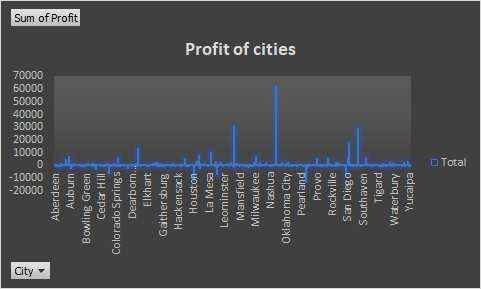 Sum of Profit
Profit of cities
70000
60000
50000
40000
30000
20000
10000
0
-10000
-20000
Aberdeen
Auburn
Bowling Green
Cedar Hill
Colorado Springs
Dearborn...
Elkhart
Gaithersburg
Hackensack
Houston
La Mesa
Leominster
Mansfield
Milwaukee
Nashua
Oklahoma City
Pearland
Provo
Rockville
San Diego
Southaven
Tigard
Waterbury
Yucaipa
Total
City